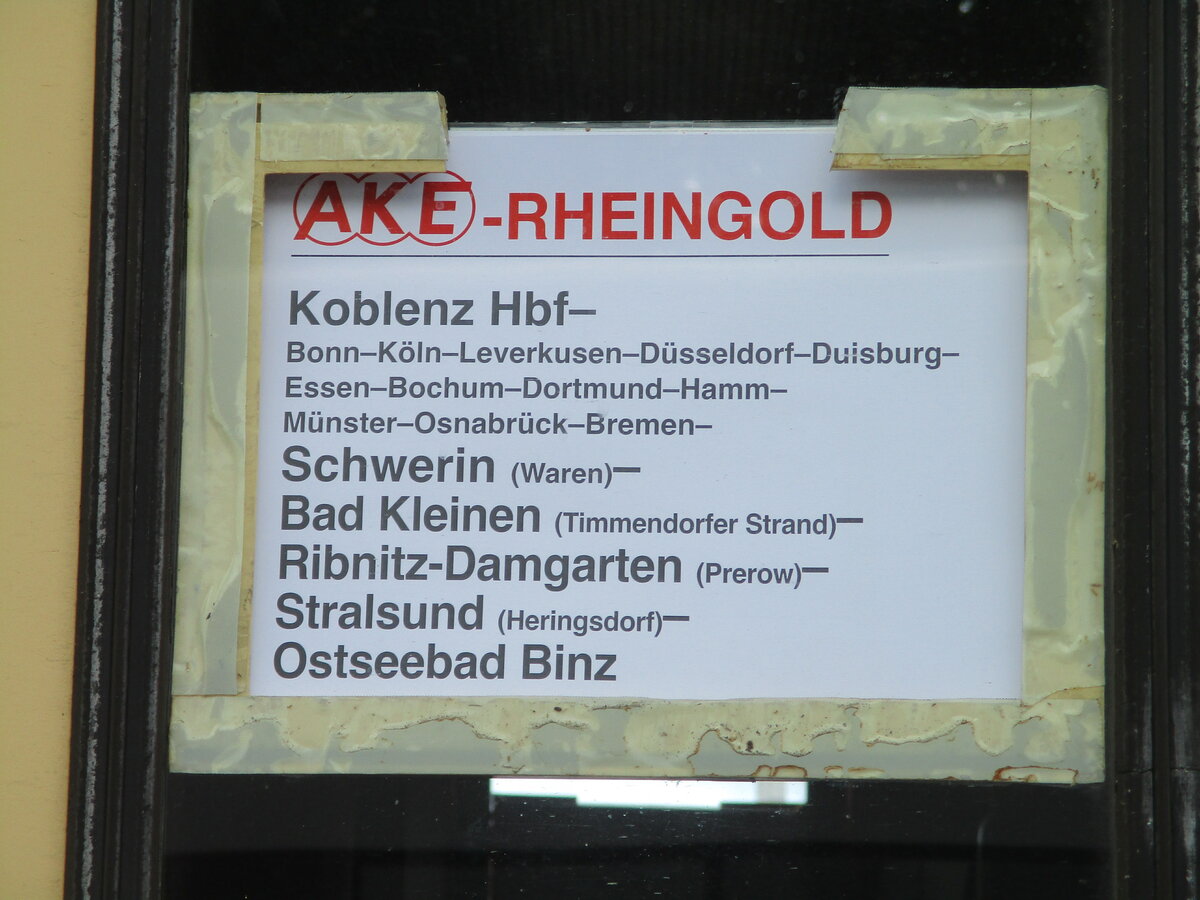 AKE-RHEINGOLD
Koblenz Hbf–
Bonn–Köln–Leverkusen–Düsseldorf–Duisburg–
Essen–Bochum–Dortmund–Hamm–
Münster–Osnabrück–Bremen–
Schwerin (Waren)–
Bad Kleinen (Timmendorfer Strand)–
Ribnitz-Damgarten (Prerow)–
Stralsund (Heringsdorf)–
Ostseebad Binz